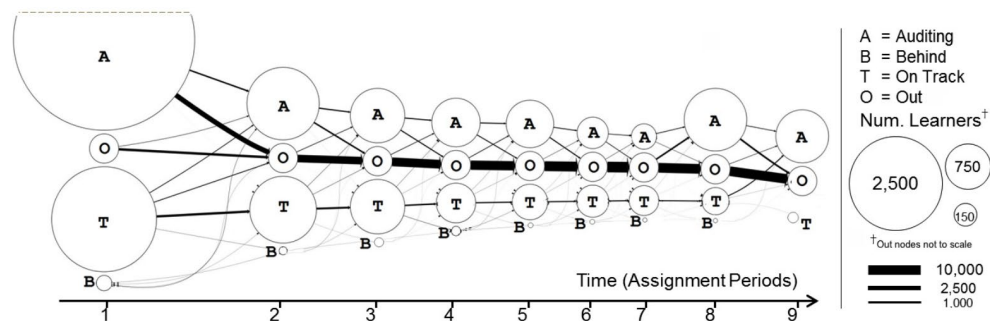 A A A A A A A A A
O O O O O O O O O
T T T T T T T T T
B B B B B B B B
Time (Assignment Periods)
1 2 3 4 5 6 7 8 9
A = Auditing
B = Behind
T = On Track
O = Out
Num. Learners†
2,500
750
150
†Out nodes not to scale
10,000
2,500
1,000